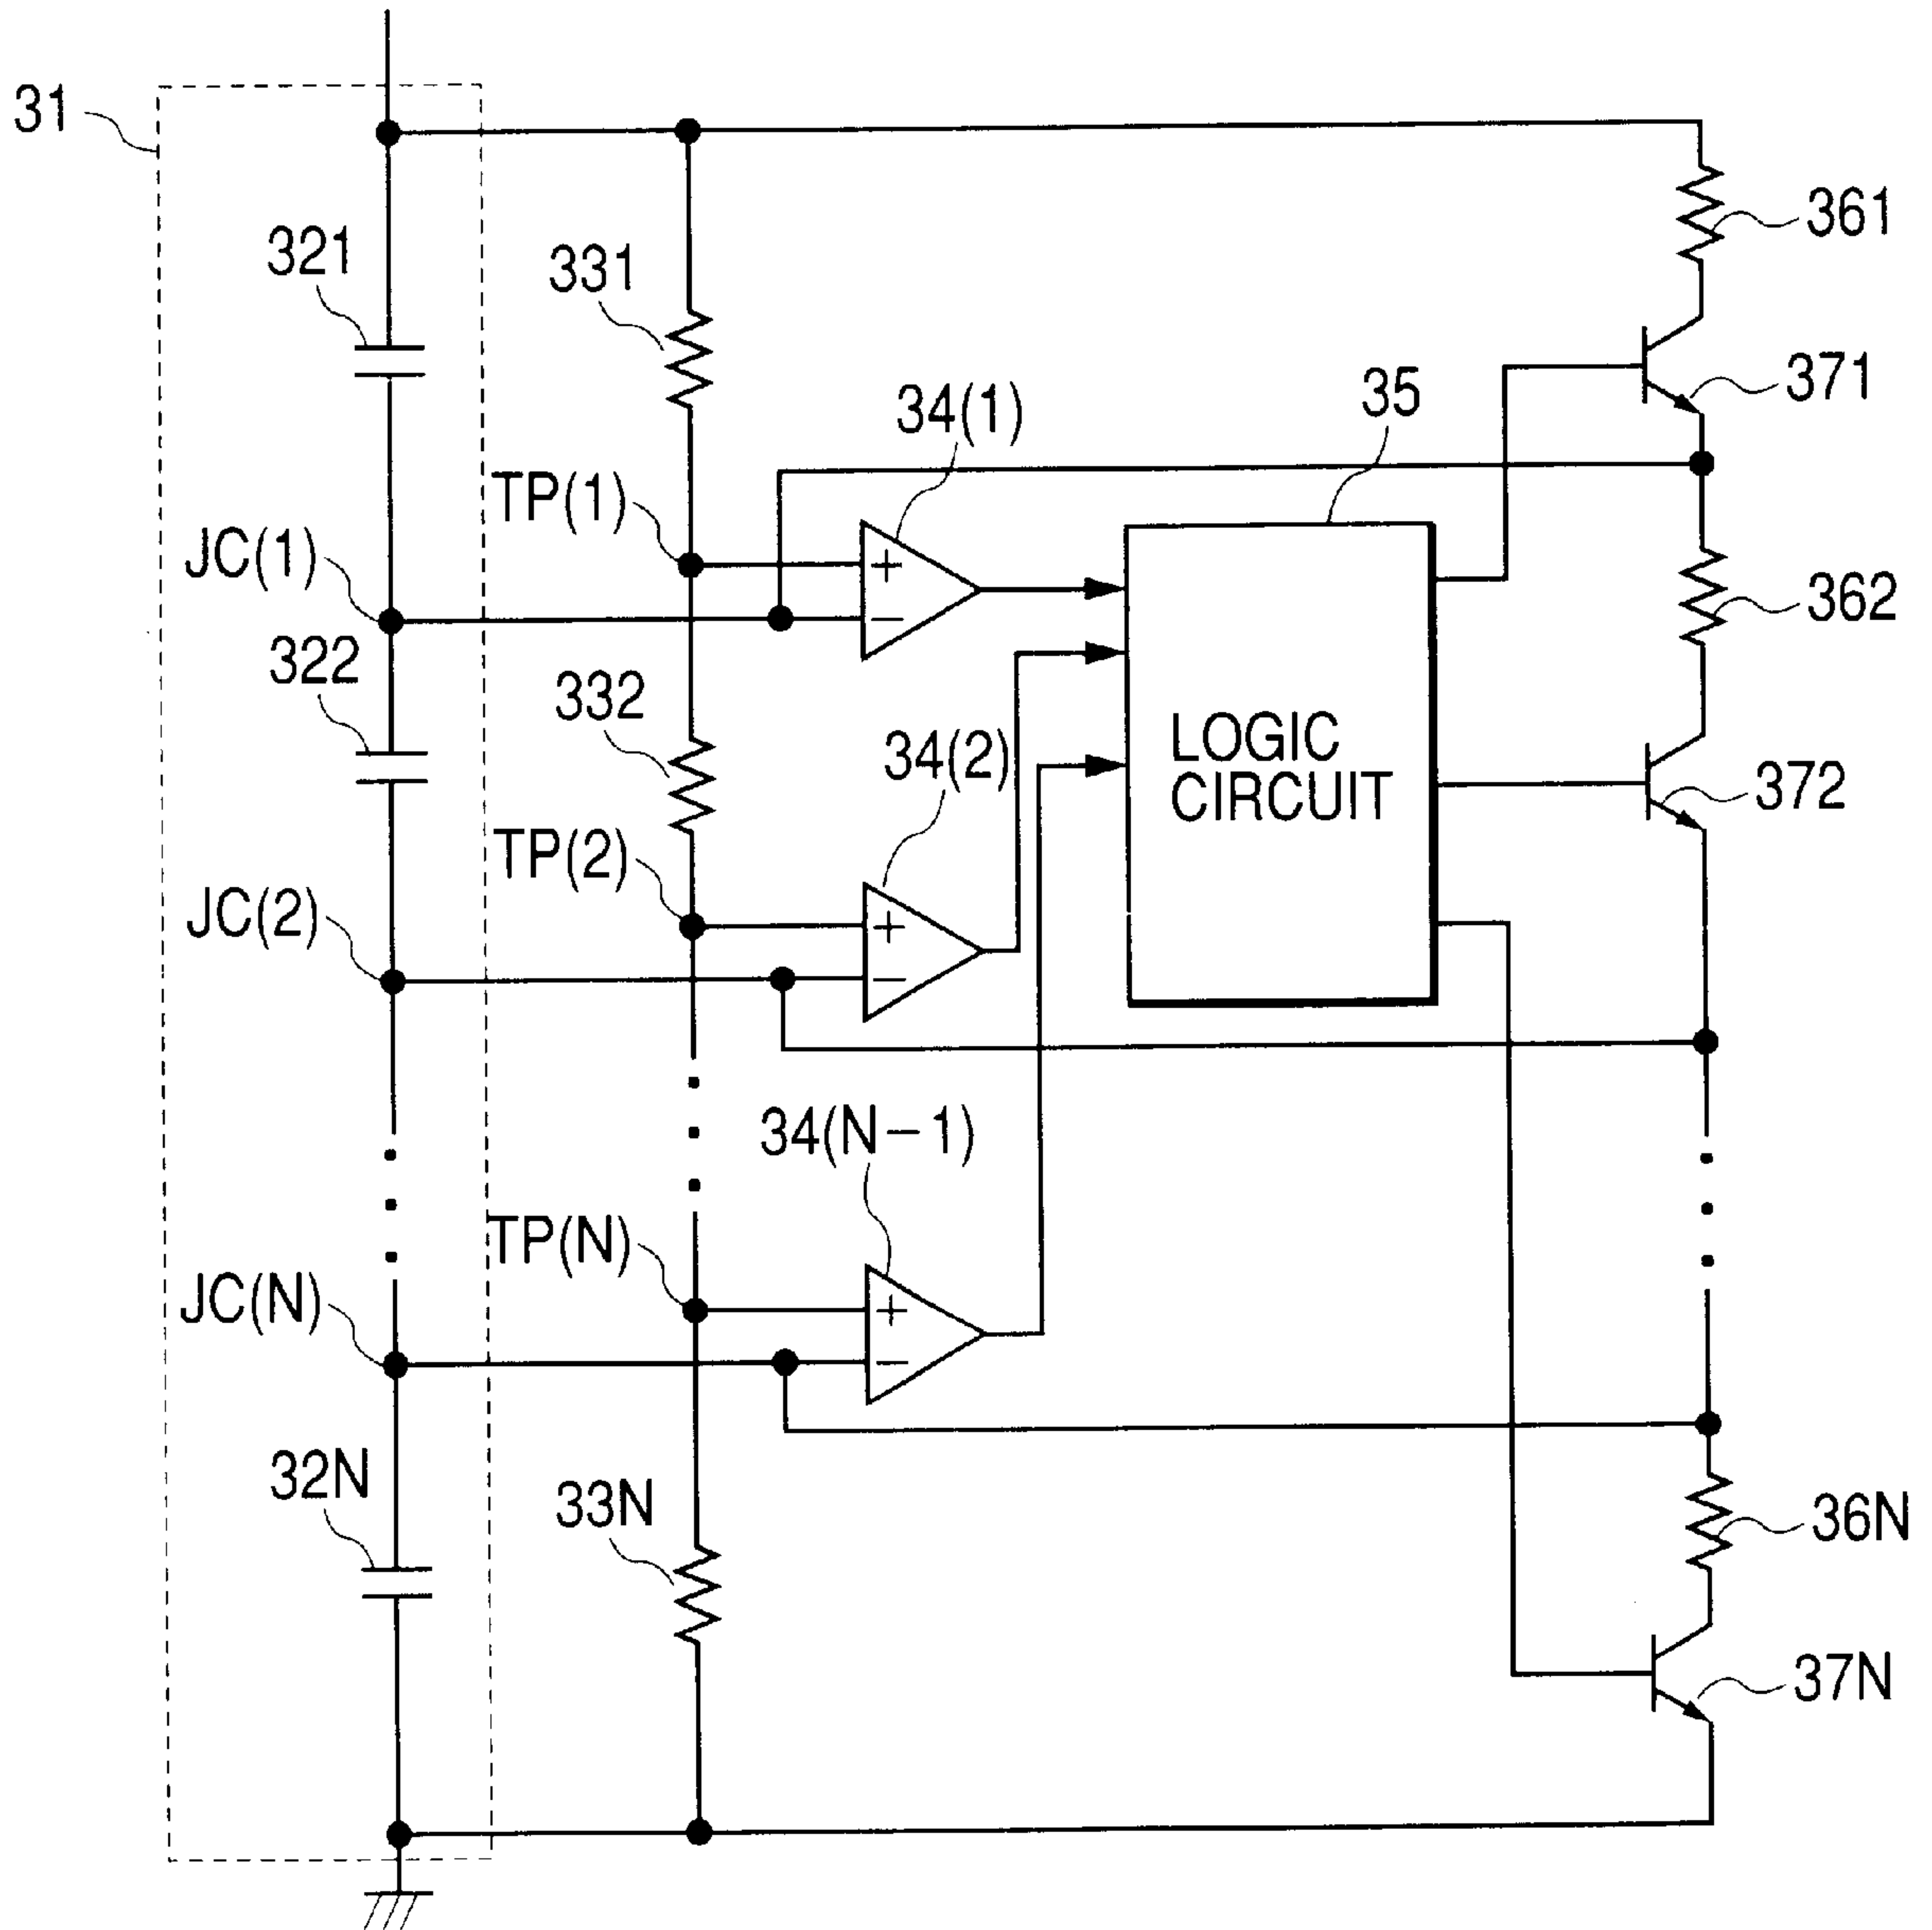 31
361
321
331
371
35
34(1)
TP(1)
JC(1)
+
−
362
322
332
34(2)
LOGIC
CIRCUIT
372
TP(2)
JC(2)
+
−
34(N−1)
TP(N)
JC(N)
+
−
32N
33N
36N
37N